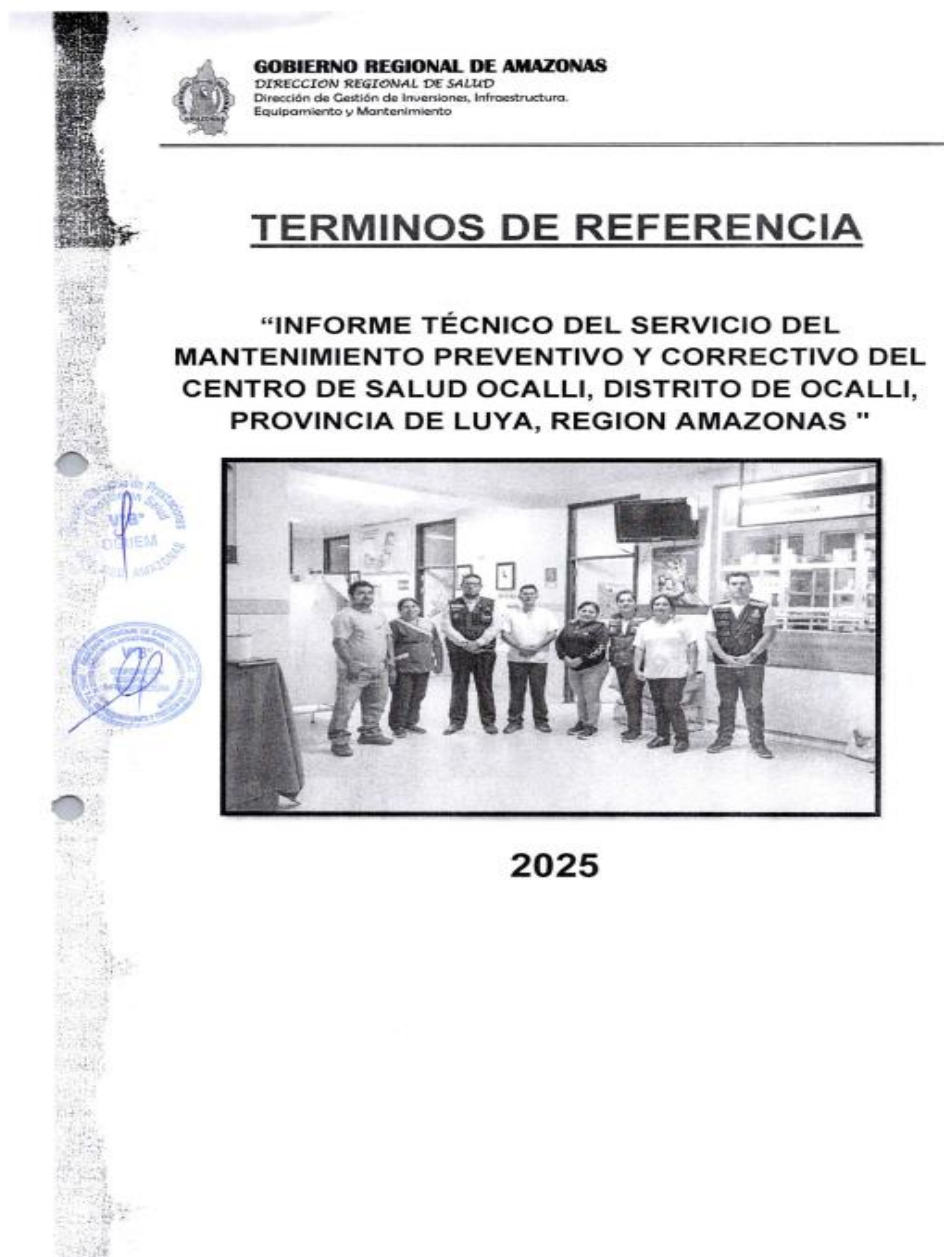 GOBIERNO REGIONAL DE AMAZONAS
DIRECCION REGIONAL DE SALUD
Dirección de Gestión de Inversiones, Infraestructura.
Equipamiento y Mantenimiento
AMAZONAS
TERMINOS DE REFERENCIA
“INFORME TÉCNICO DEL SERVICIO DEL
MANTENIMIENTO PREVENTIVO Y CORRECTIVO DEL
CENTRO DE SALUD OCALLI, DISTRITO DE OCALLI,
PROVINCIA DE LUYA, REGION AMAZONAS "
V°B°
AMAZONAS
2025